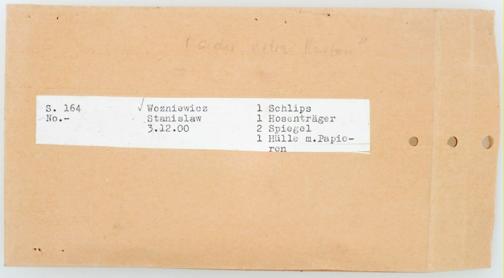 S. 164 √ Wozniewicz 1 Schlips
No.- Stanislaw 1 Hosenträger
3.12.00 2 Spiegel
1 Hülle m.Papie-
ren